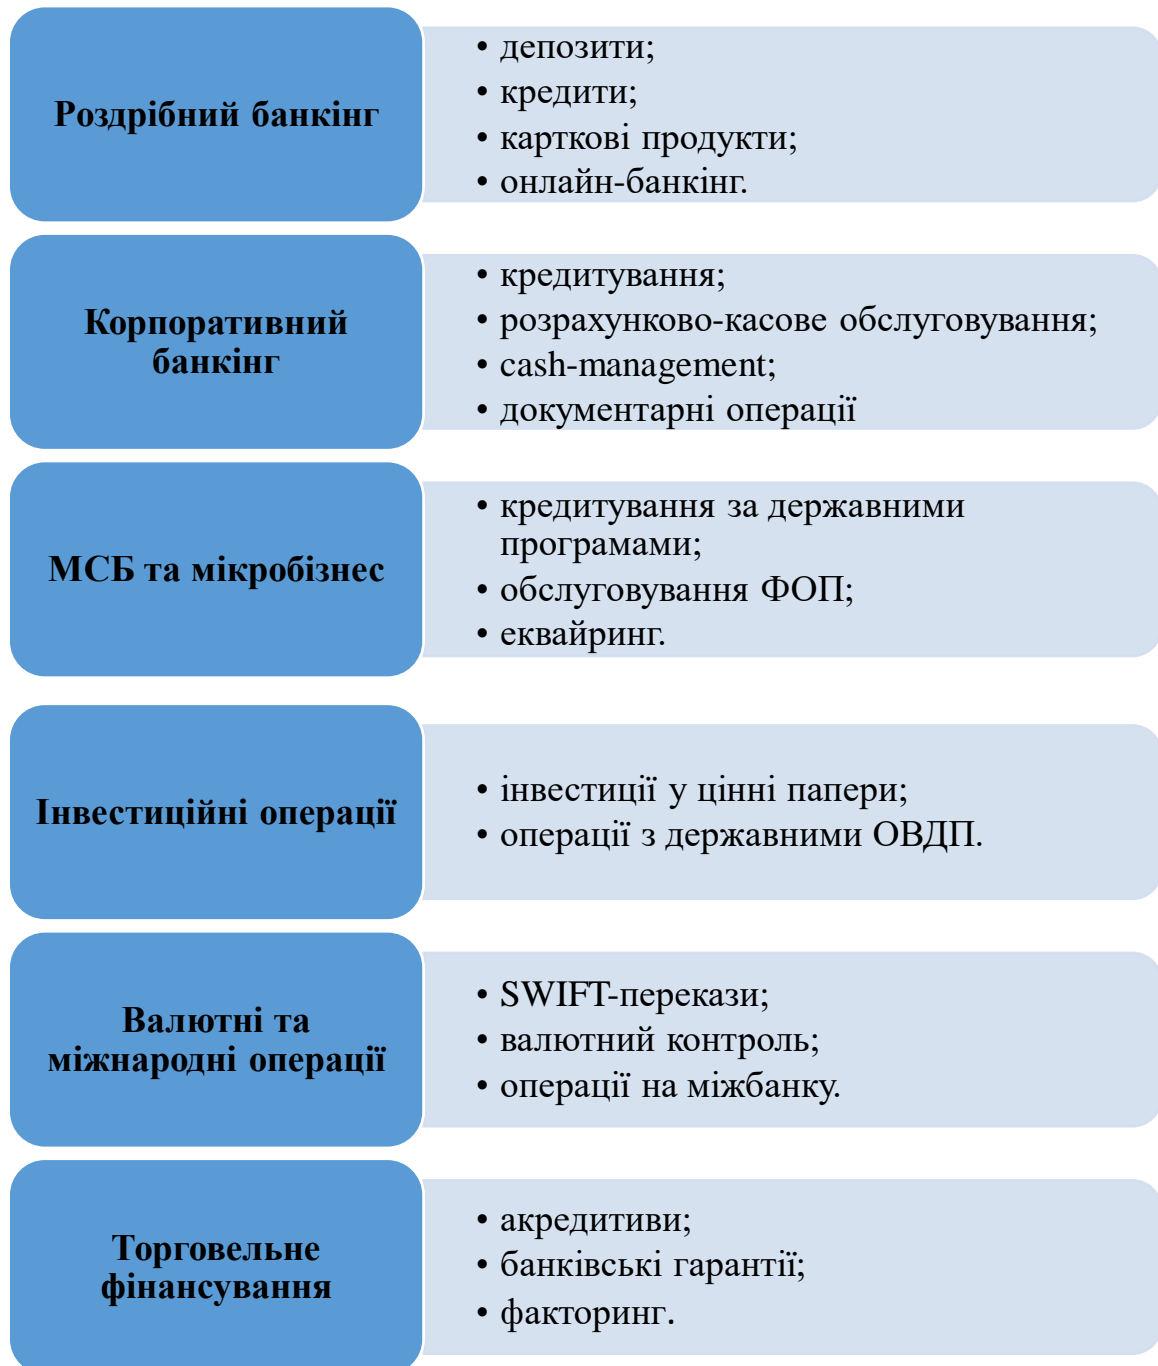 Роздрібний банкінг
• депозити;
• кредити;
• карткові продукти;
• онлайн-банкінг.
Корпоративний
банкінг
• кредитування;
• розрахунково-касове обслуговування;
• cash-management;
• документарні операції
МСБ та мікробізнес
• кредитування за державними
програмами;
• обслуговування ФОП;
• еквайринг.
Інвестиційні операції
• інвестиції у цінні папери;
• операції з державними ОВДП.
Валютні та
міжнародні операції
• SWIFT-перекази;
• валютний контроль;
• операції на міжбанку.
Торговельне
фінансування
• акредитиви;
• банківські гарантії;
• факторинг.